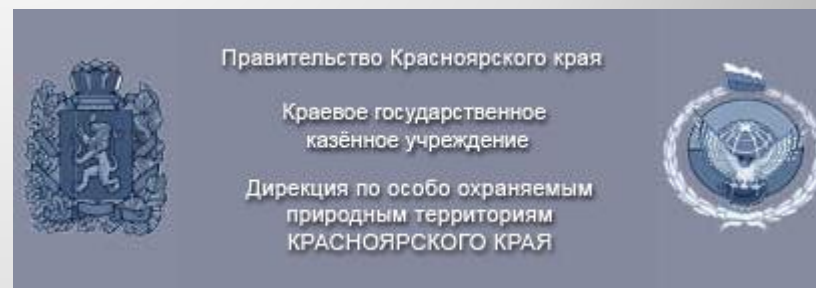 Правительство Красноярского края
Краевое государственное
казённое учреждение
Дирекция по особо охраняемым
природным территориям
КРАСНОЯРСКОГО КРАЯ